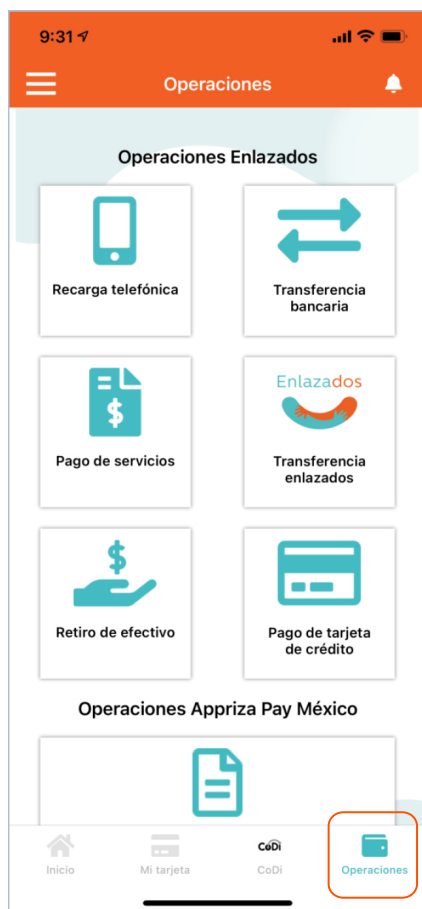 9:31
Operaciones
Operaciones Enlazados
Recarga telefónica
Transferencia
bancaria
$
Pago de servicios
Enlazados
Transferencia
enlazados
$
Retiro de efectivo
Pago de tarjeta
de crédito
Operaciones Appriza Pay México
Inicio
Mi tarjeta
CoDi
CoDi
Operaciones